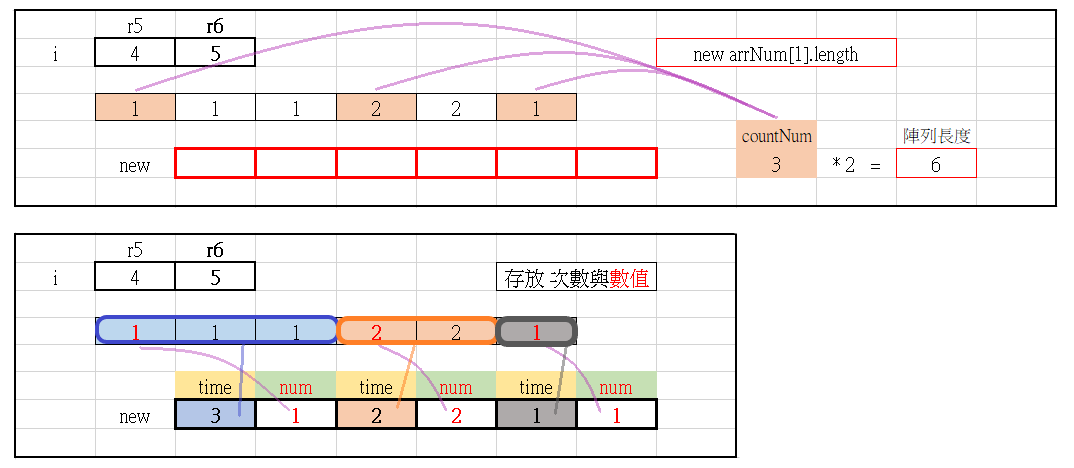 r5 r6
i 4 5 new arrNum[1].length
1 1 1 2 2 1
countNum 陣列長度
new 3 *2 = 6
r5 r6
i 4 5 存放 次數與數值
1 1 1 2 2 1
time num time num time num
new 3 1 2 2 1 1